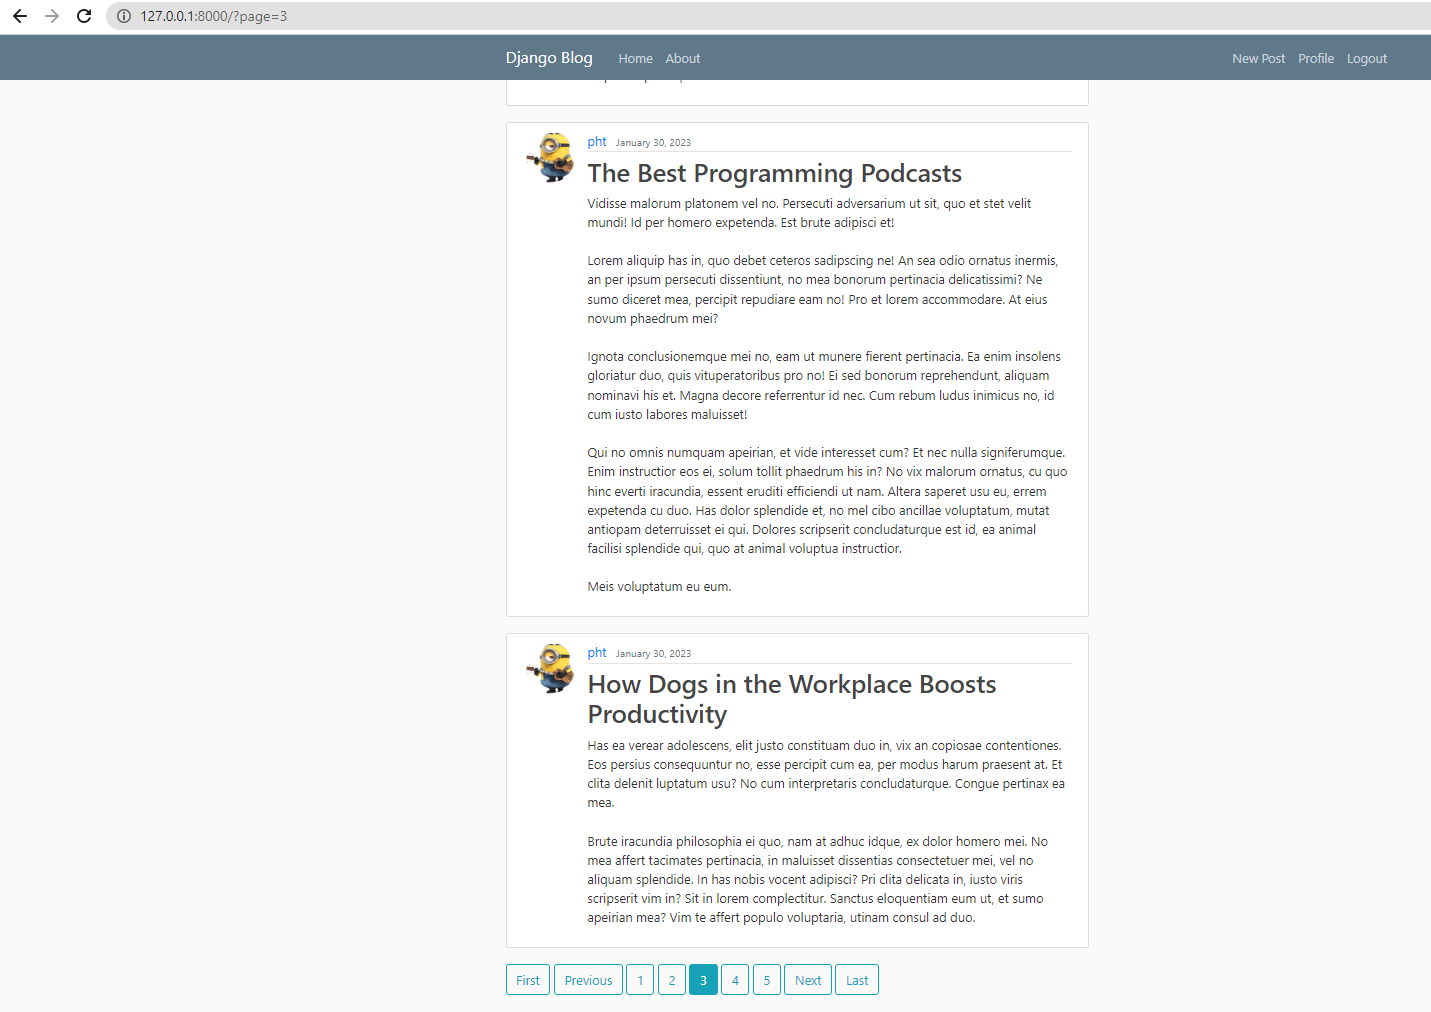 127.0.0.1:8000/?page=3
Django Blog Home About New Post Profile Logout
pht January 30, 2023
The Best Programming Podcasts
Vidisse malorum platonem vel no. Persecuti adversarium ut sit, quo et stet velit
mundi! Id per homero expetenda. Est brute adipisci et!
Lorem aliquip has in, quo debet ceteros sadipscing ne! An sea odio ornatus inermis,
an per ipsum persecuti dissentiunt, no mea bonorum pertinacia delicatissimi? Ne
sumo diceret mea, percipit repudiare eam no! Pro et lorem accommodare. At eius
novum phaedrum mei?
Ignota conclusionemque mei no, eam ut munere fierent pertinacia. Ea enim insolens
gloriatur duo, quis vituperatoribus pro no! Ei sed bonorum reprehendunt, aliquam
nominavi his et. Magna decore referrentur id nec. Cum rebum ludus inimicus no, id
cum iusto labores maluisset!
Qui no omnis numquam apeirian, et vide interesset cum? Et nec nulla signiferumque.
Enim instructior eos ei, solum tollit phaedrum his in? No vix malorum ornatus, cu quo
hinc everti iracundia, essent eruditi efficiendi ut nam. Altera saperet usu eu, errem
expetenda cu duo. Has dolor splendide et, no mel cibo ancillae voluptatum, mutat
antiopam deterruisset ei qui. Dolores scripserit concludaturque est id, ea animal
facilisi splendide qui, quo at animal voluptua instructior.
Meis voluptatum eu eum.
pht January 30, 2023
How Dogs in the Workplace Boosts
Productivity
Has ea verear adolescens, elit justo constituam duo in, vix an copiosae contentiones.
Eos persius consequuntur no, esse percipit cum ea, per modus harum praesent at. Et
clita delenit luptatum usu? No cum interpretaris concludaturque. Congue pertinax ea
mea.
Brute iracundia philosophia ei quo, nam at adhuc idque, ex dolor homero mei. No
mea affert tacimates pertinacia, in maluisset dissentias consectetuer mei, vel no
aliquam splendide. In has nobis vocent adipisci? Pri clita delicata in, iusto viris
scripserit vim in? Sit in lorem complectitur. Sanctus eloquentiam eum ut, et sumo
apeirian mea? Vim te affert populo voluptaria, utinam consul ad duo.
First Previous 1 2 3 4 5 Next Last